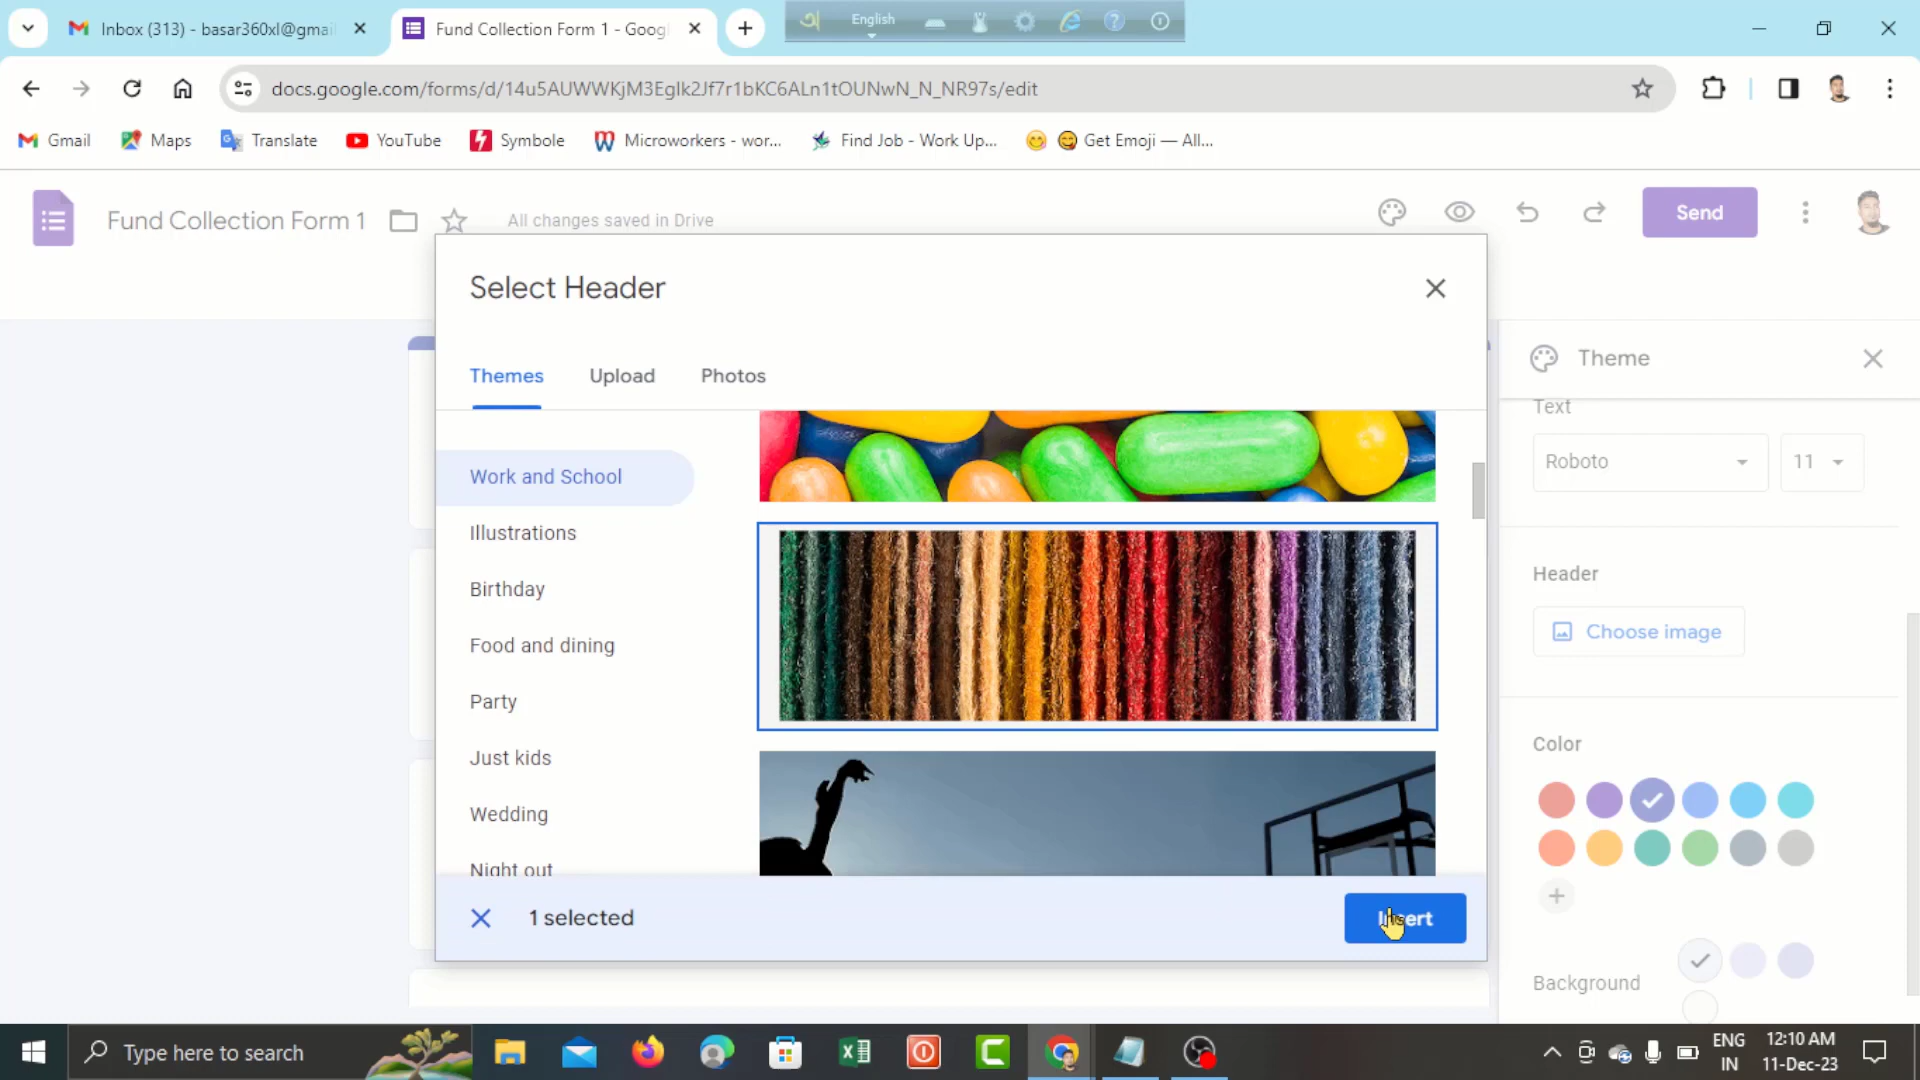 Inbox (313) - basar360xl@gmai
Fund Collection Form 1 - Goog
English
docs.google.com/forms/d/14u5AUWWKjM3Eglk2Jf7r1bKC6ALn1tOUNwN_N_NR97s/edit
Gmail
Maps
Translate
YouTube
Symbole
Microworkers - wor...
Find Job - Work Up...
Get Emoji — All...
Fund Collection Form 1
All changes saved in Drive
Send
Select Header
Themes
Upload
Photos
Work and School
Illustrations
Birthday
Food and dining
Party
Just kids
Wedding
Night out
1 selected
Insert
Theme
Text
Roboto
11
Header
Choose image
Color
Background
Type here to search
ENG
IN
12:10 AM
11-Dec-23